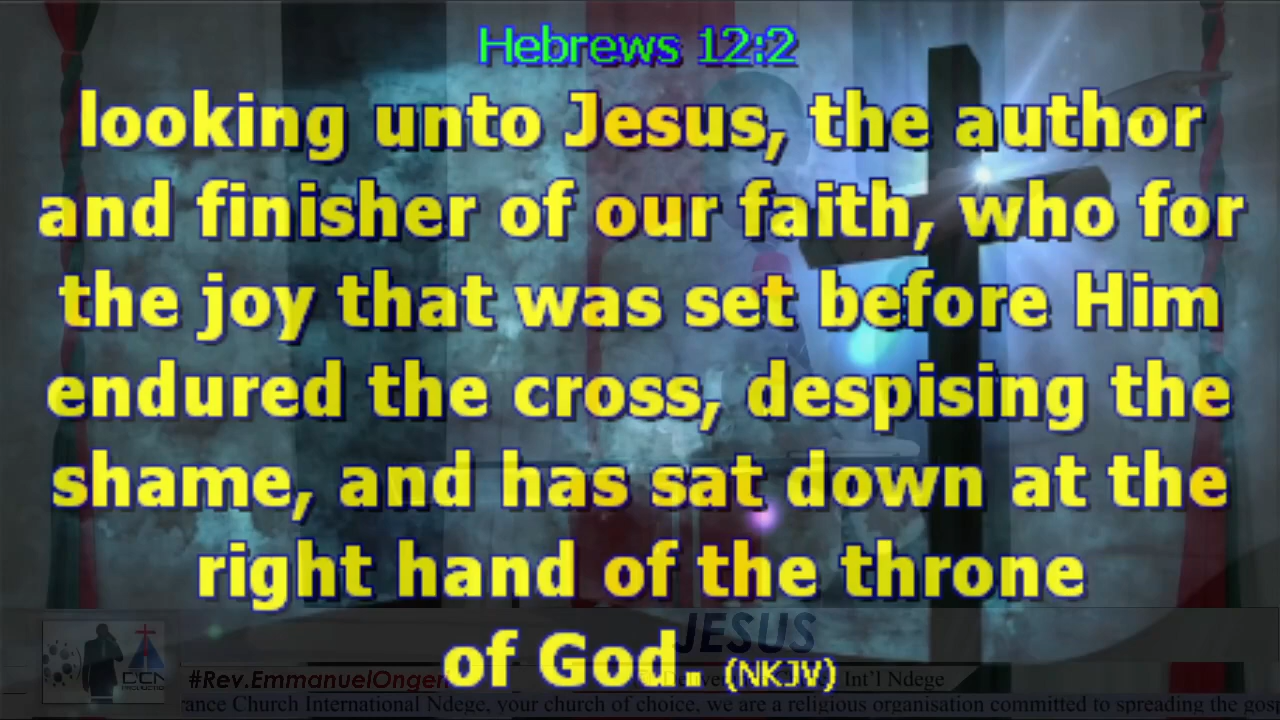 Hebrews 12:2
looking unto Jesus, the author
and finisher of our faith, who for
the joy that was set before Him
endured the cross, despising the
shame, and has sat down at the
right hand of the throne
of God. (NKJV)
JESUS
#Rev.EmmanuelOngen
Int'l Ndege
Church International Ndege, your church of choice, we are a religious organisation committed to spreading the